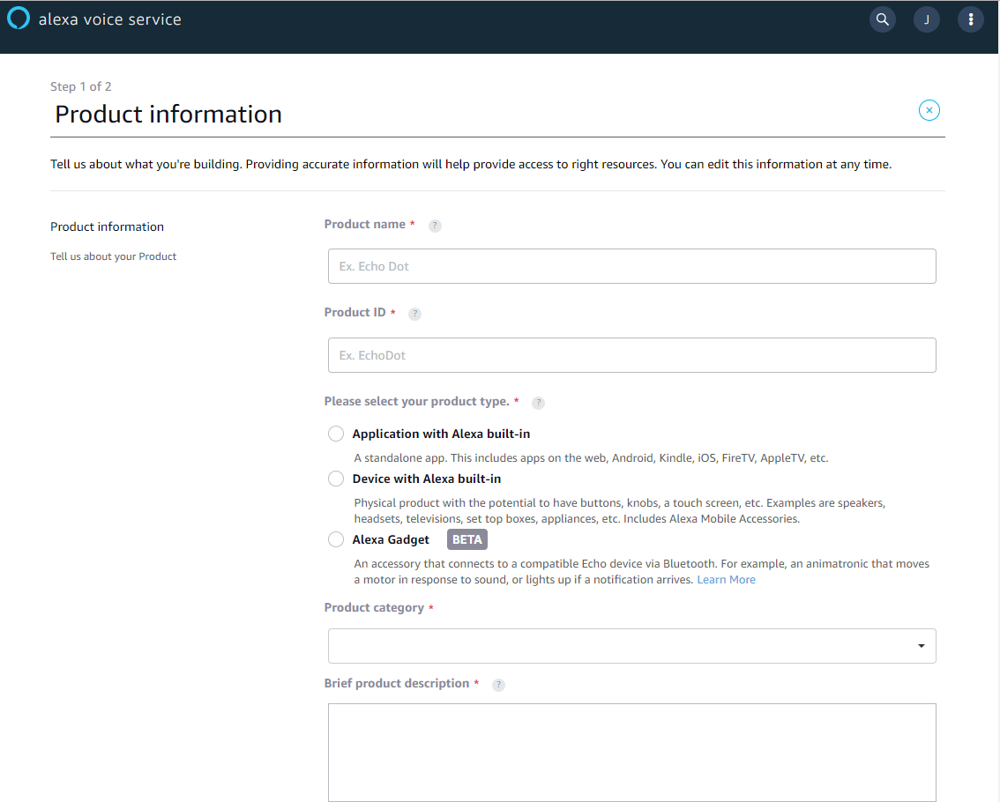 alexa voice service
J
Step 1 of 2
Product information
Tell us about what you're building. Providing accurate information will help provide access to right resources. You can edit this information at any time.
Product information
Tell us about your Product
Product name * ?
Ex. Echo Dot
Product ID * ?
Ex. EchoDot
Please select your product type. * ?
Application with Alexa built-in
A standalone app. This includes apps on the web, Android, Kindle, iOS, FireTV, AppleTV, etc.
Device with Alexa built-in
Physical product with the potential to have buttons, knobs, a touch screen, etc. Examples are speakers,
headsets, televisions, set top boxes, appliances, etc. Includes Alexa Mobile Accessories.
Alexa Gadget BETA
An accessory that connects to a compatible Echo device via Bluetooth. For example, an animatronic that moves
a motor in response to sound, or lights up if a notification arrives. Learn More
Product category *
Brief product description * ?